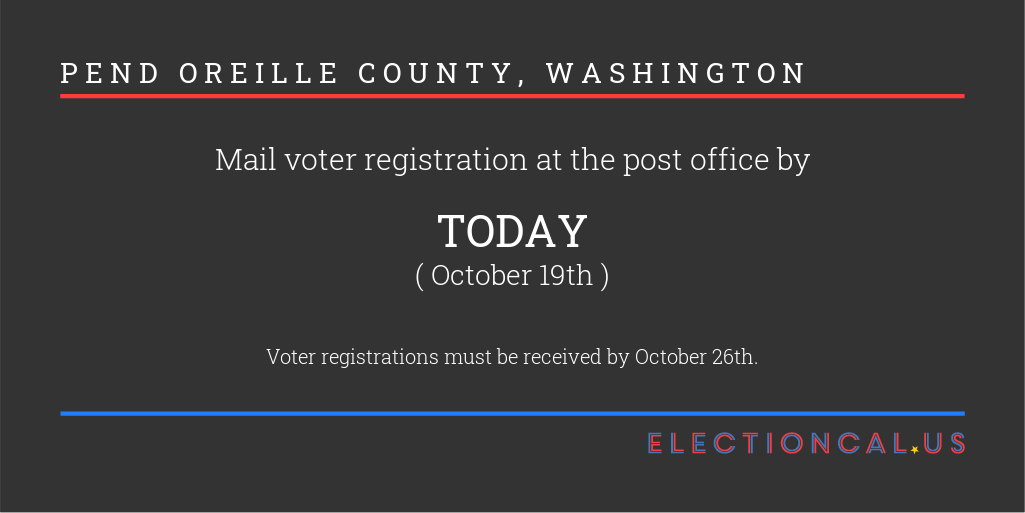 PEND OREILLE COUNTY, WASHINGTON
Mail voter registration at the post office by
TODAY
( October 19th )
Voter registrations must be received by October 26th.
ELECTIONCAL.US